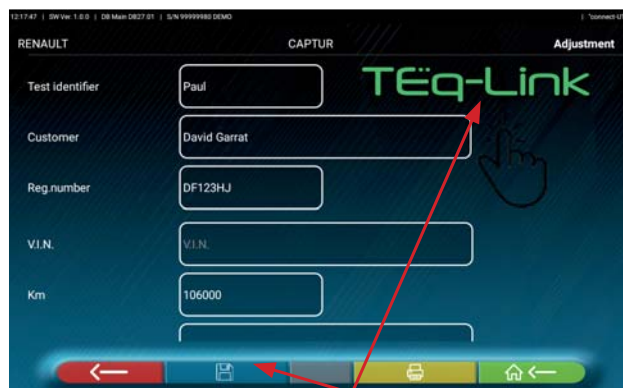 12:17:47 | SW Ver: 1.0.0 | DB Main DB27.01 | S/N 99999980 DEMO | "connect-U
RENAULT CAPTUR Adjustment
TEq-Link
Test identifier Paul
Customer David Garrat
Reg.number DF123HJ
V.I.N. V.I.N.
Km 106000